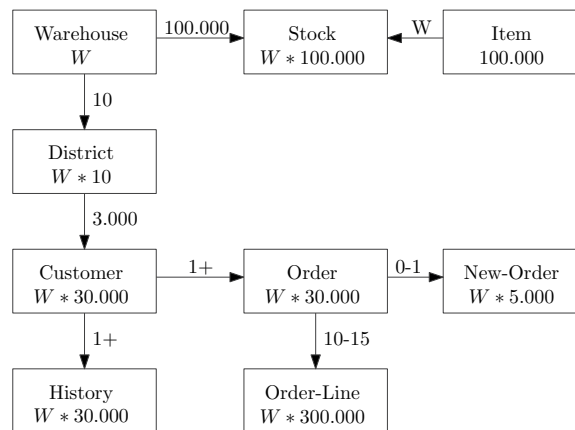 Warehouse
W
100.000
Stock
W ∗ 100.000
W
Item
100.000
10
District
W ∗ 10
3.000
Customer
W ∗ 30.000
1+
Order
W ∗ 30.000
0-1
New-Order
W ∗ 5.000
1+
10-15
History
W ∗ 30.000
Order-Line
W ∗ 300.000